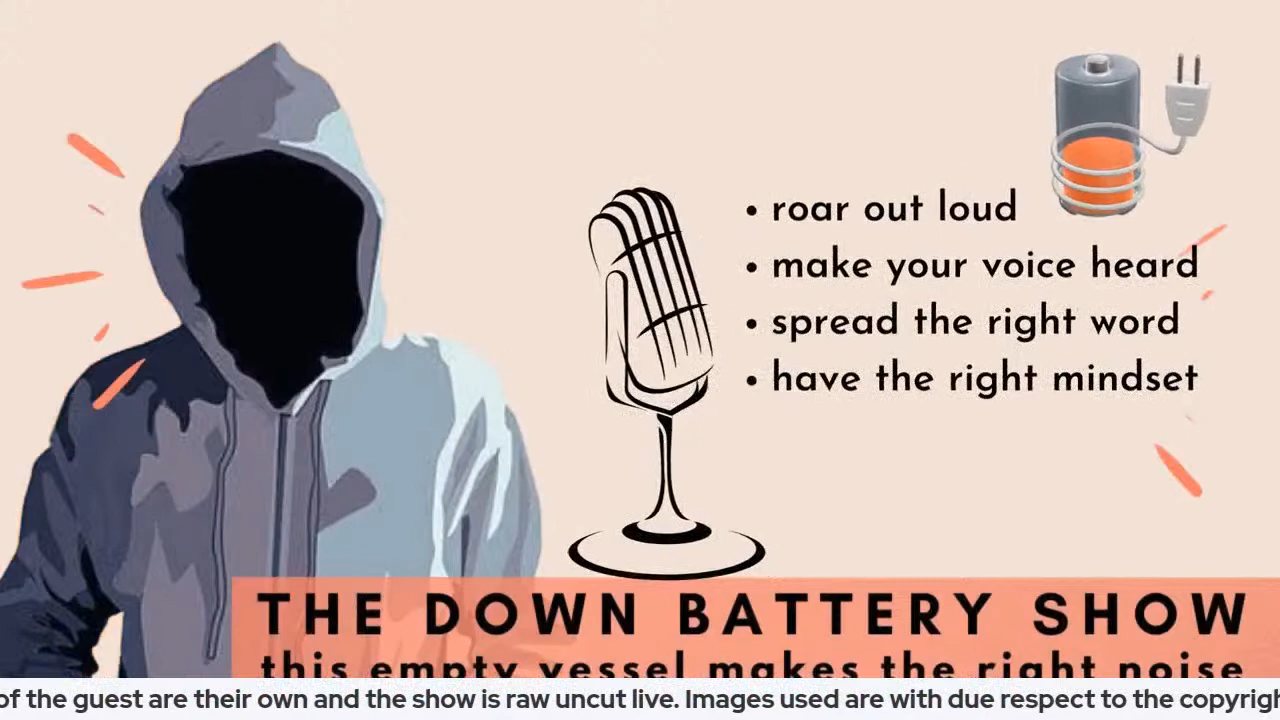 • roar out loud
• make your voice heard
• spread the right word
• have the right mindset
THE DOWN BATTERY SHOW
this empty vessel makes the right noise
of the guest are their own and the show is raw uncut live. Images used are with due respect to the copyrigh